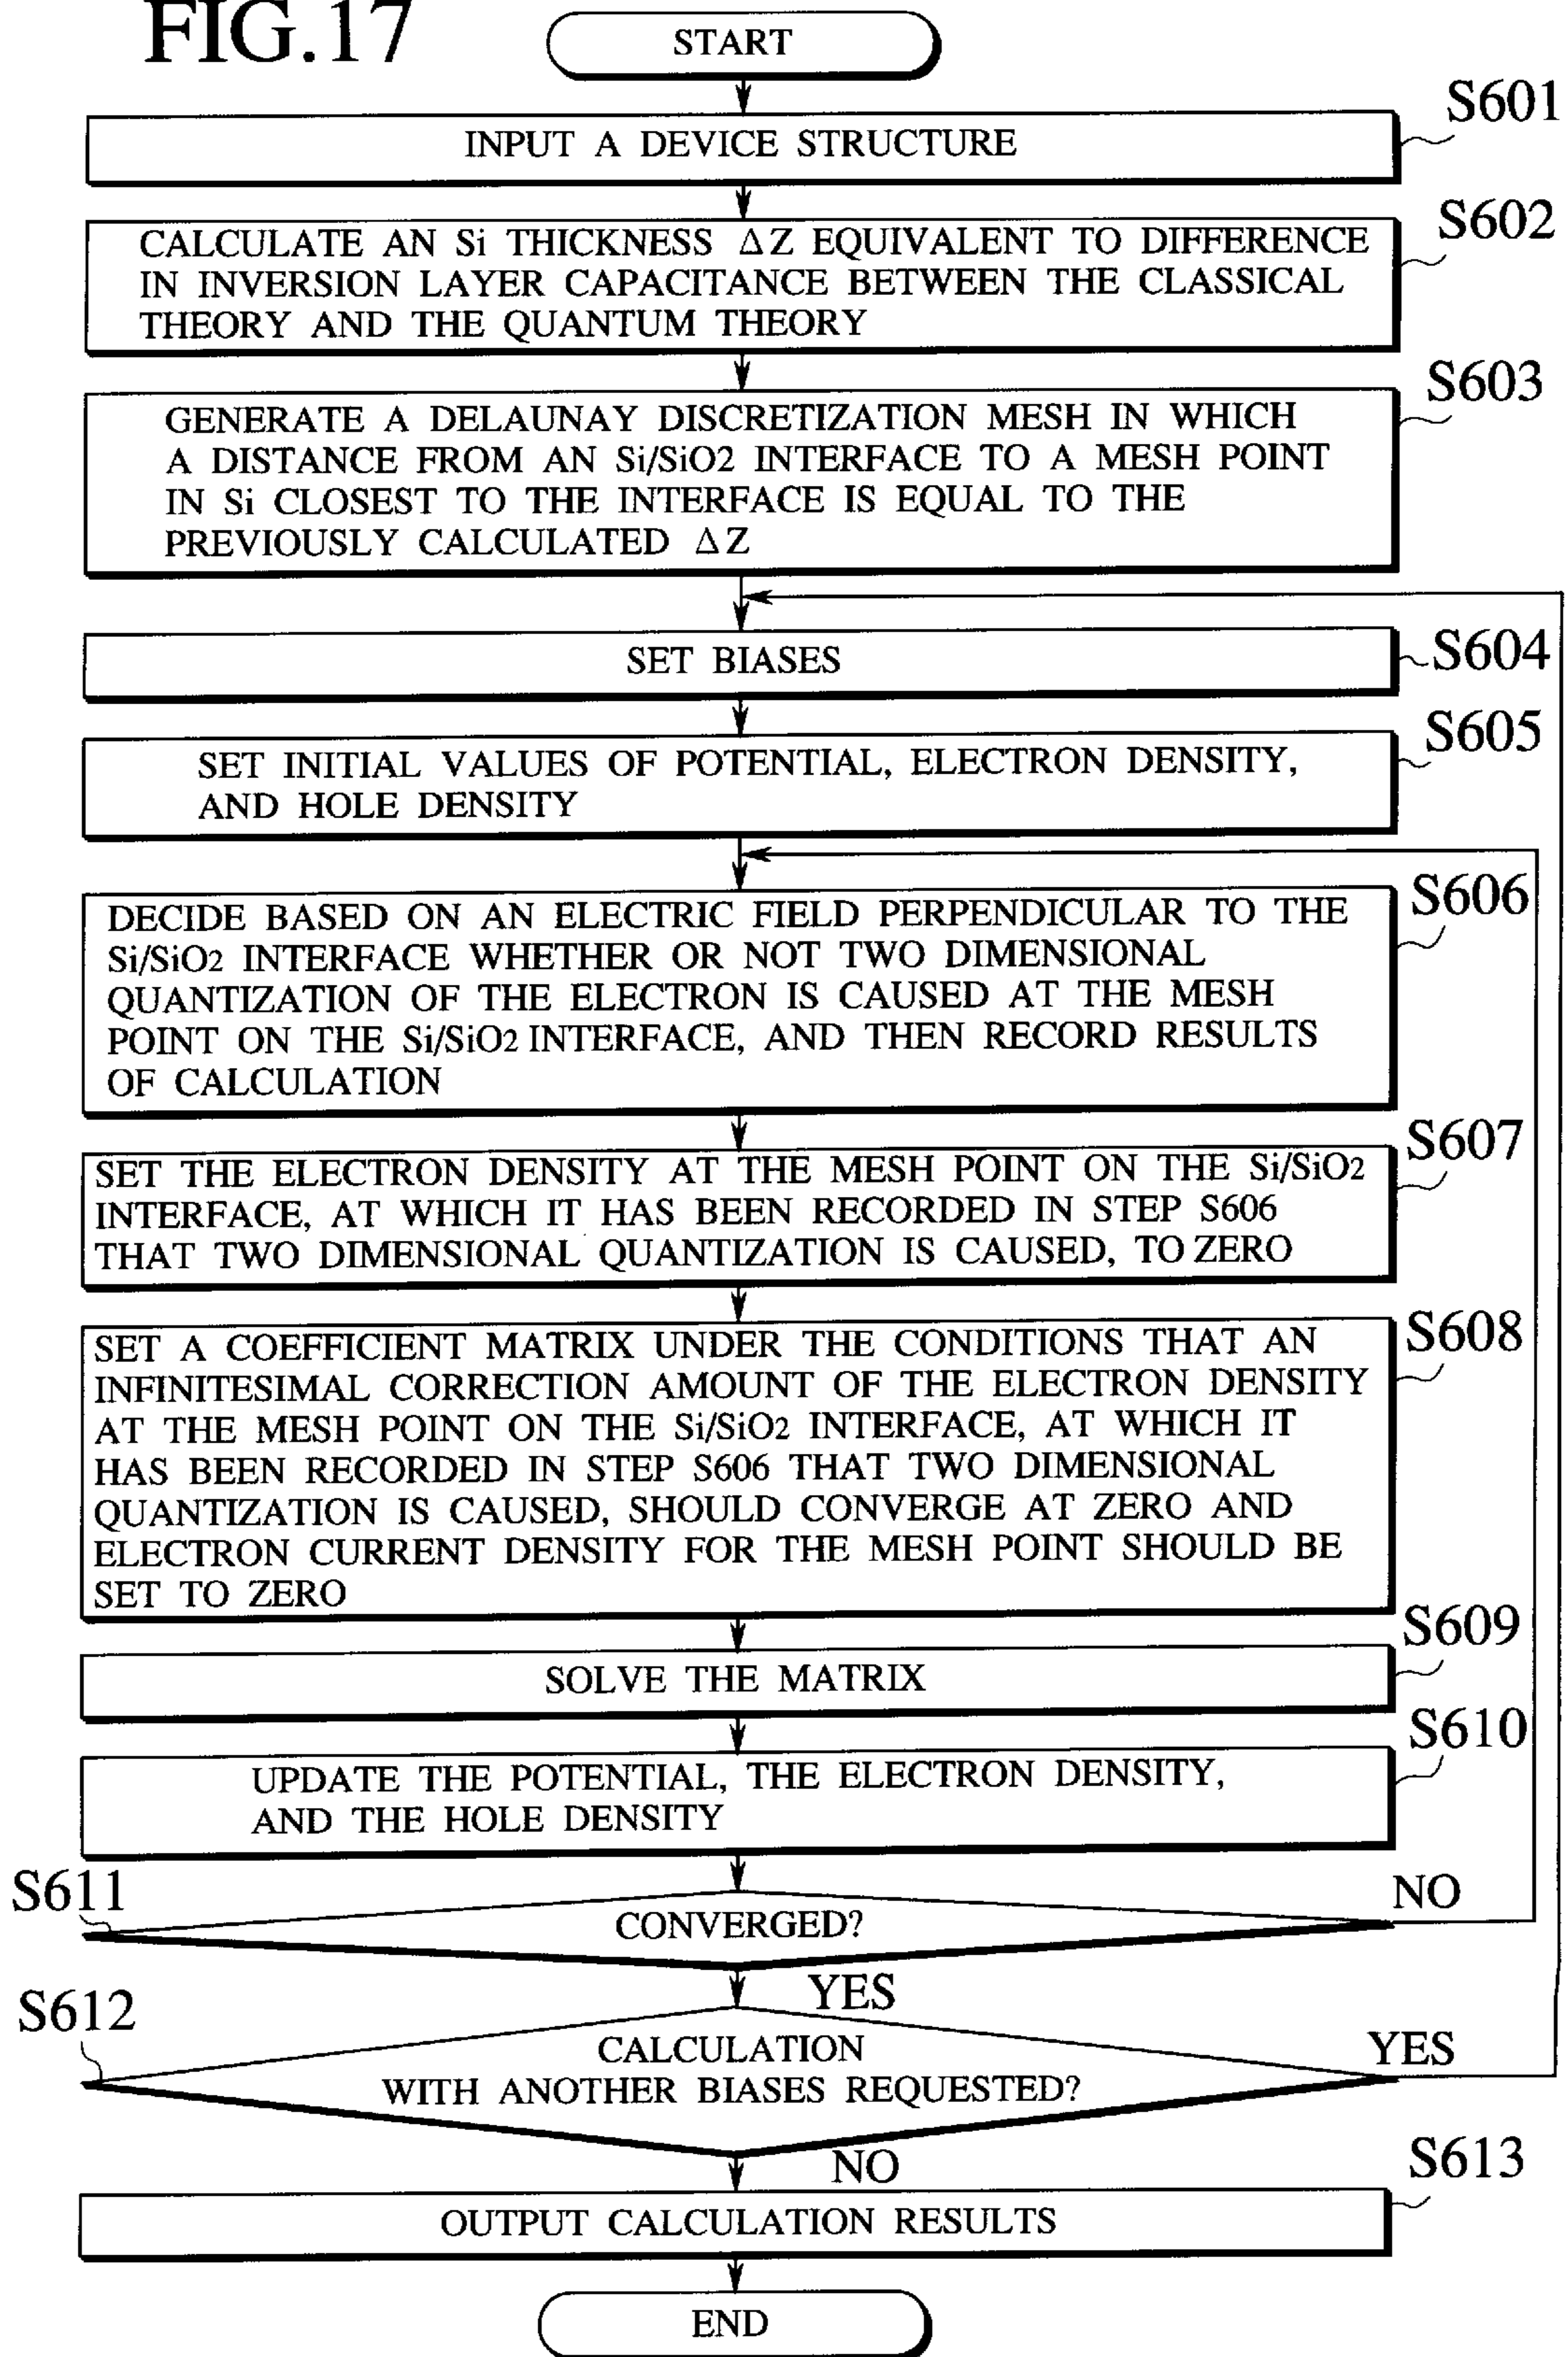 FIG.17
START
S601
INPUT A DEVICE STRUCTURE
S602
CALCULATE AN Si THICKNESS ΔZ EQUIVALENT TO DIFFERENCE
IN INVERSION LAYER CAPACITANCE BETWEEN THE CLASSICAL
THEORY AND THE QUANTUM THEORY
S603
GENERATE A DELAUNAY DISCRETIZATION MESH IN WHICH
A DISTANCE FROM AN Si/SiO2 INTERFACE TO A MESH POINT
IN Si CLOSEST TO THE INTERFACE IS EQUAL TO THE
PREVIOUSLY CALCULATED ΔZ
SET BIASES
S604
S605
SET INITIAL VALUES OF POTENTIAL, ELECTRON DENSITY,
AND HOLE DENSITY
S606
DECIDE BASED ON AN ELECTRIC FIELD PERPENDICULAR TO THE
Si/SiO2 INTERFACE WHETHER OR NOT TWO DIMENSIONAL
QUANTIZATION OF THE ELECTRON IS CAUSED AT THE MESH
POINT ON THE Si/SiO2 INTERFACE, AND THEN RECORD RESULTS
OF CALCULATION
S607
SET THE ELECTRON DENSITY AT THE MESH POINT ON THE Si/SiO2
INTERFACE, AT WHICH IT HAS BEEN RECORDED IN STEP S606
THAT TWO DIMENSIONAL QUANTIZATION IS CAUSED, TO ZERO
S608
SET A COEFFICIENT MATRIX UNDER THE CONDITIONS THAT AN
INFINITESIMAL CORRECTION AMOUNT OF THE ELECTRON DENSITY
AT THE MESH POINT ON THE Si/SiO2 INTERFACE, AT WHICH IT
HAS BEEN RECORDED IN STEP S606 THAT TWO DIMENSIONAL
QUANTIZATION IS CAUSED, SHOULD CONVERGE AT ZERO AND
ELECTRON CURRENT DENSITY FOR THE MESH POINT SHOULD BE
SET TO ZERO
S609
SOLVE THE MATRIX
S610
UPDATE THE POTENTIAL, THE ELECTRON DENSITY,
AND THE HOLE DENSITY
S611
NO
CONVERGED?
YES
S612
CALCULATION
WITH ANOTHER BIASES REQUESTED?
YES
NO
S613
OUTPUT CALCULATION RESULTS
END